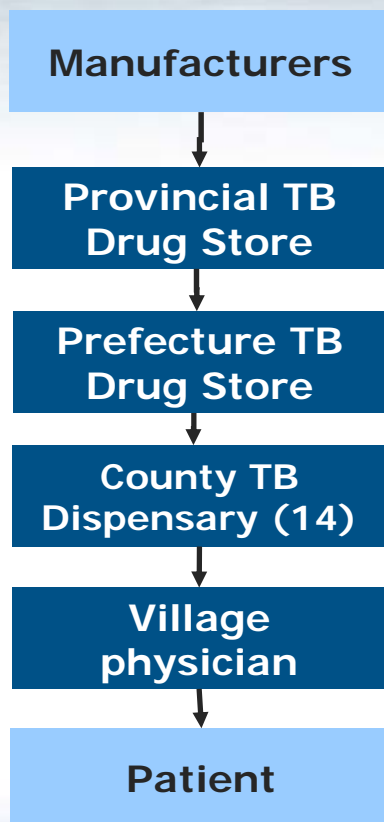 Manufacturers
Provincial TB
Drug Store
Prefecture TB
Drug Store
County TB
Dispensary (14)
Village
physician
Patient